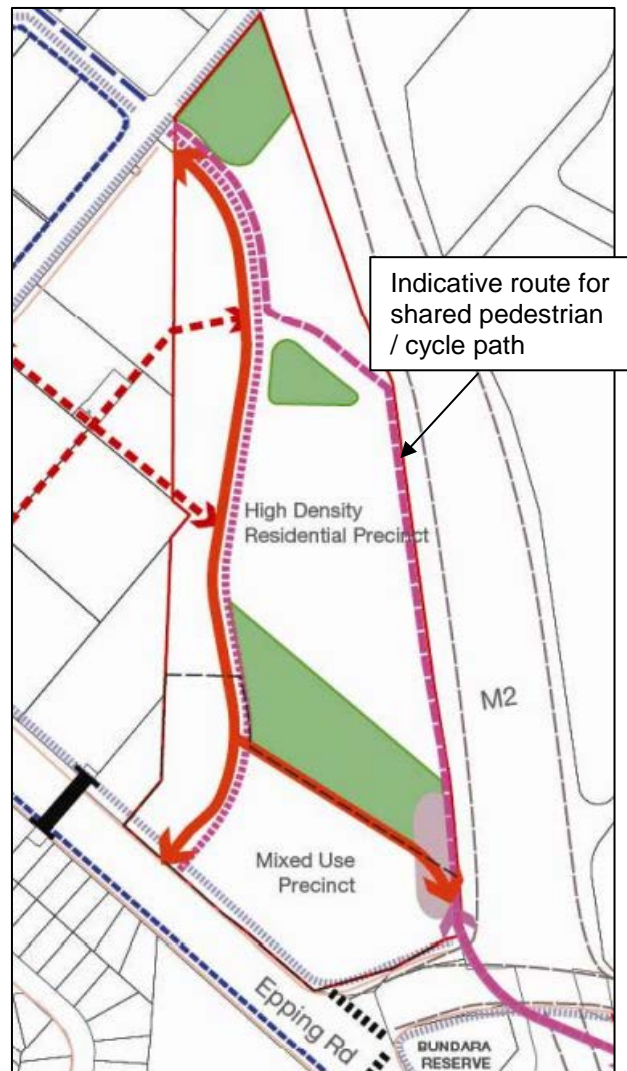 Indicative route for
shared pedestrian
/ cycle path
High Density
Residential Precinct
M2
Mixed Use
Precinct
Epping Rd
BUNDARA
RESERVE